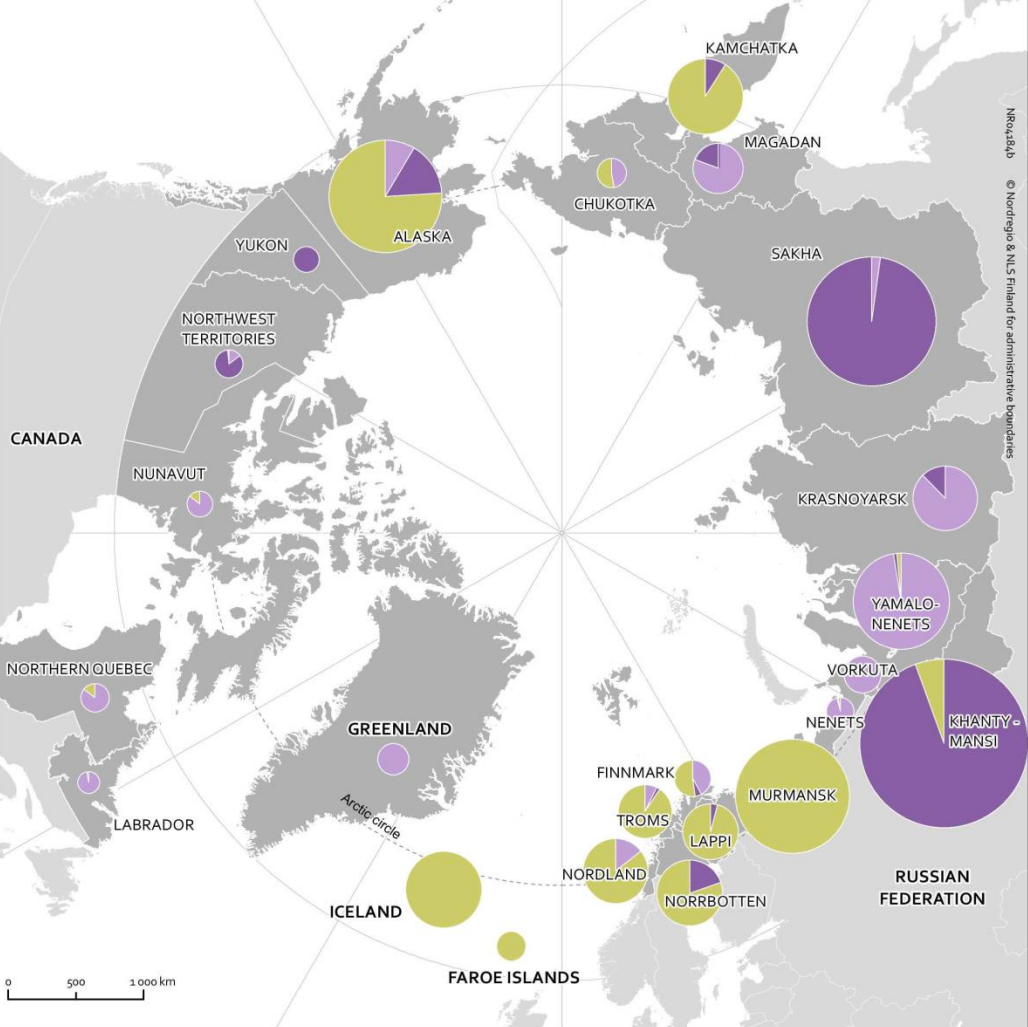 KAMCHATKA
MAGADAN
CHUKOTKA
ALASKA
YUKON
SAKHA
NORTHWEST
TERRITORIES
CANADA
NUNAVUT
KRASNOYARSK
YAMALO-
NENETS
VORKUTA
NORTHERN QUEBEC
NENETS
KHANTY-
MANSI
GREENLAND
FINNMARK
MURMANSK
Arctic circle
TROMS
LABRADOR
LAPPI
NORDLAND
RUSSIAN
FEDERATION
NORRBOTTEN
ICELAND
FAROE ISLANDS
0 500 1 000 km
NR04184b © Nordregio & NLS Finland for administrative boundaries